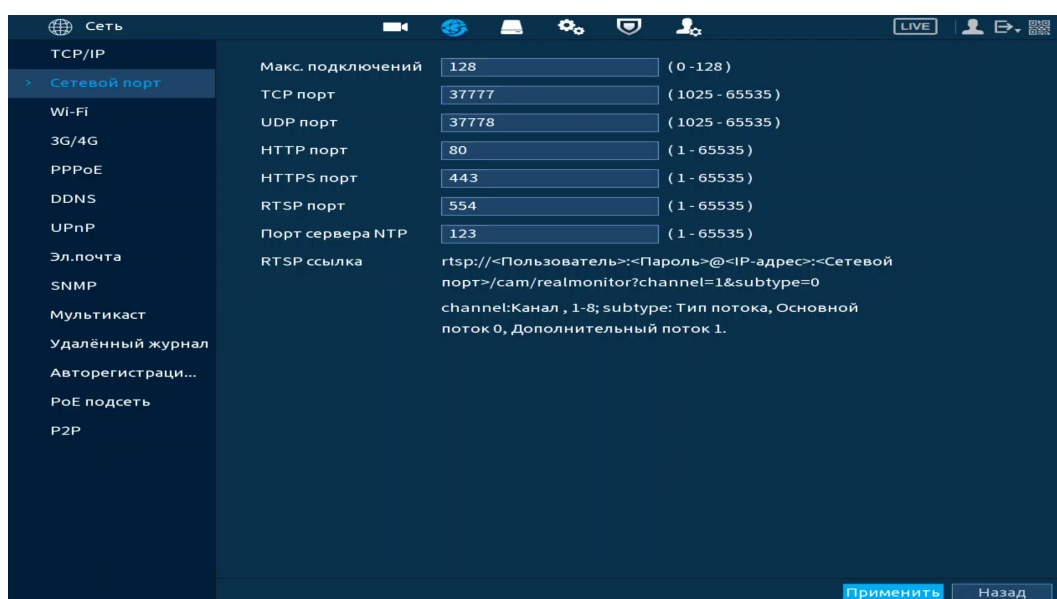 Сеть
LIVE
TCP/IP
> Сетевой порт
Wi-Fi
3G/4G
PPPoE
DDNS
UPnP
Эл.почта
SNMP
Мультикаст
Удалённый журнал
Авторегистраци...
PoE подсеть
P2P
Макс. подключений 128 (0-128)
TCP порт 37777 (1025-65535)
UDP порт 37778 (1025-65535)
HTTP порт 80 (1-65535)
HTTPS порт 443 (1-65535)
RTSP порт 554 (1-65535)
Порт сервера NTP 123 (1-65535)
RTSP ссылка rtsp://<Пользователь>:<Пароль>@<IP-адрес>:<Сетевой
порт>/cam/realmonitor?channel=1&subtype=0
channel:Канал , 1-8; subtype: Тип потока, Основной
поток 0, Дополнительный поток 1.
Применить Назад